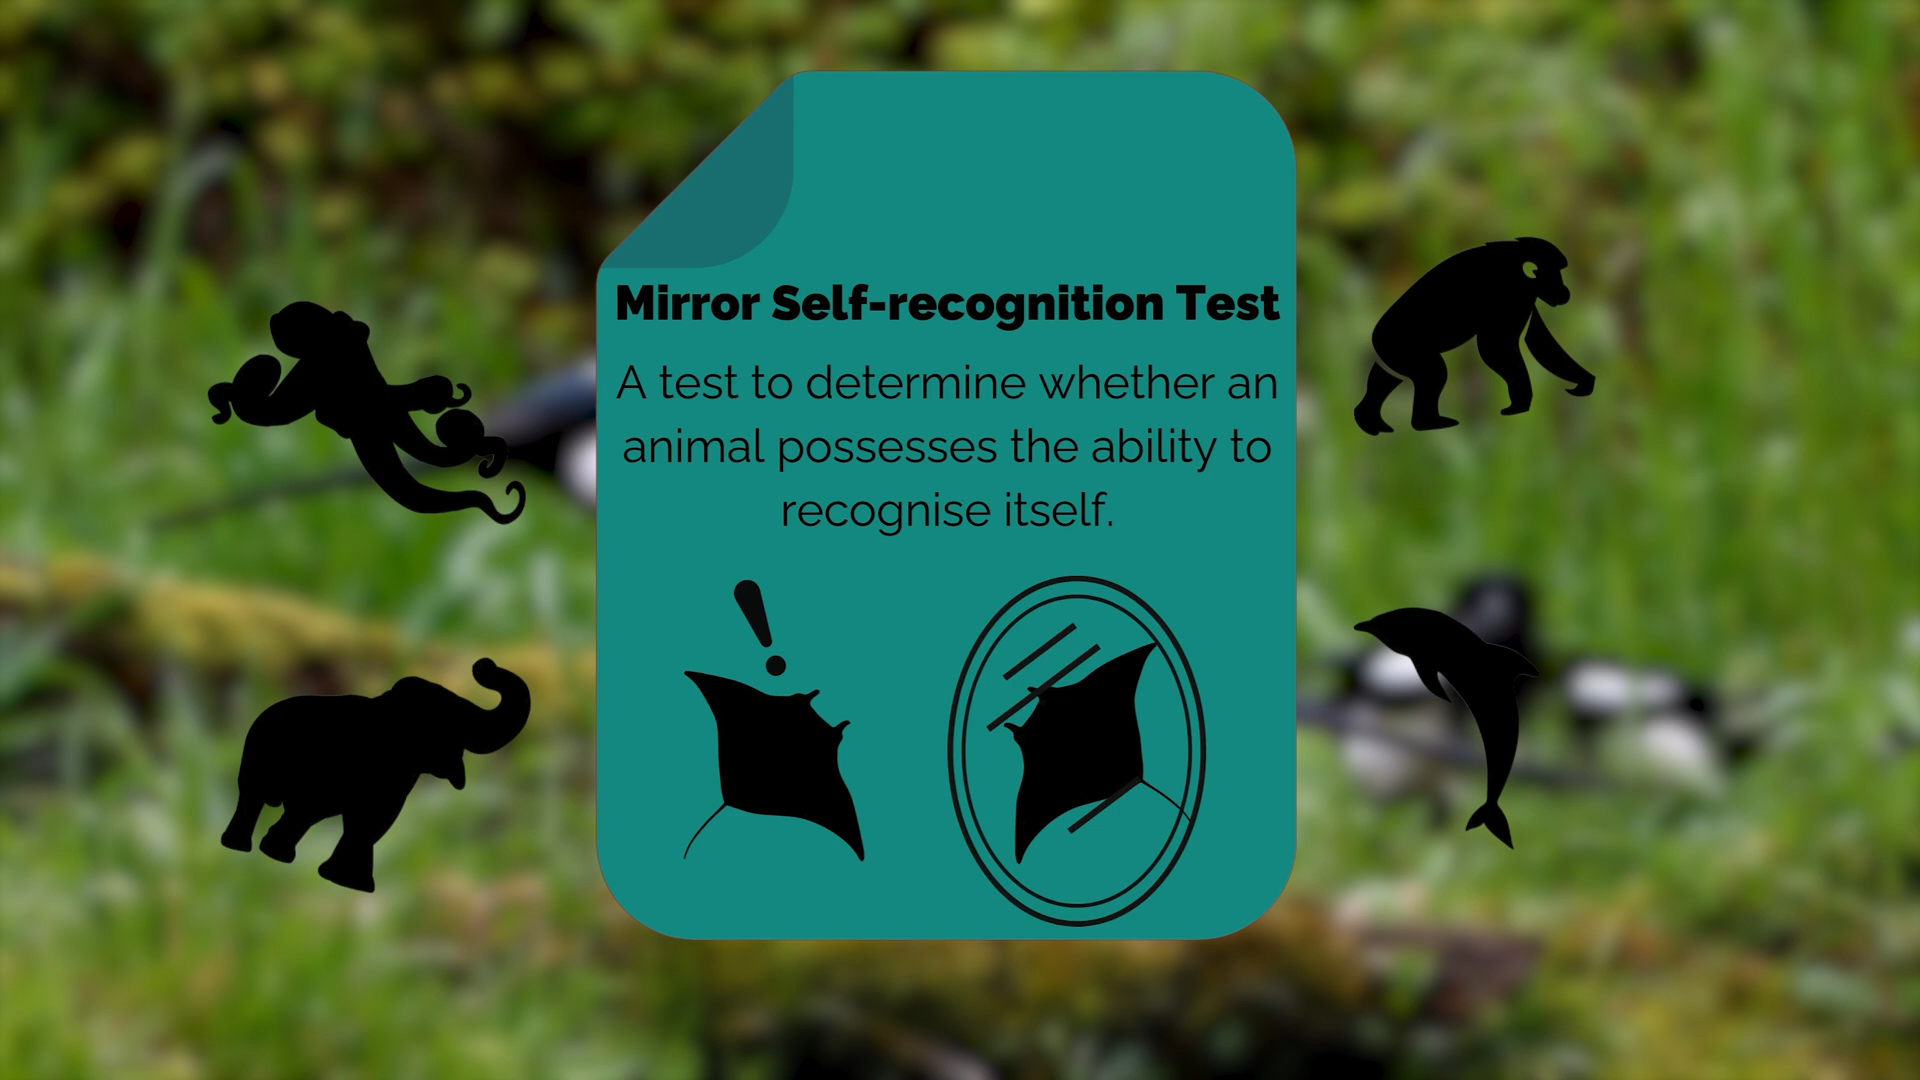 Mirror Self-recognition Test
A test to determine whether an
animal possesses the ability to
recognise itself.